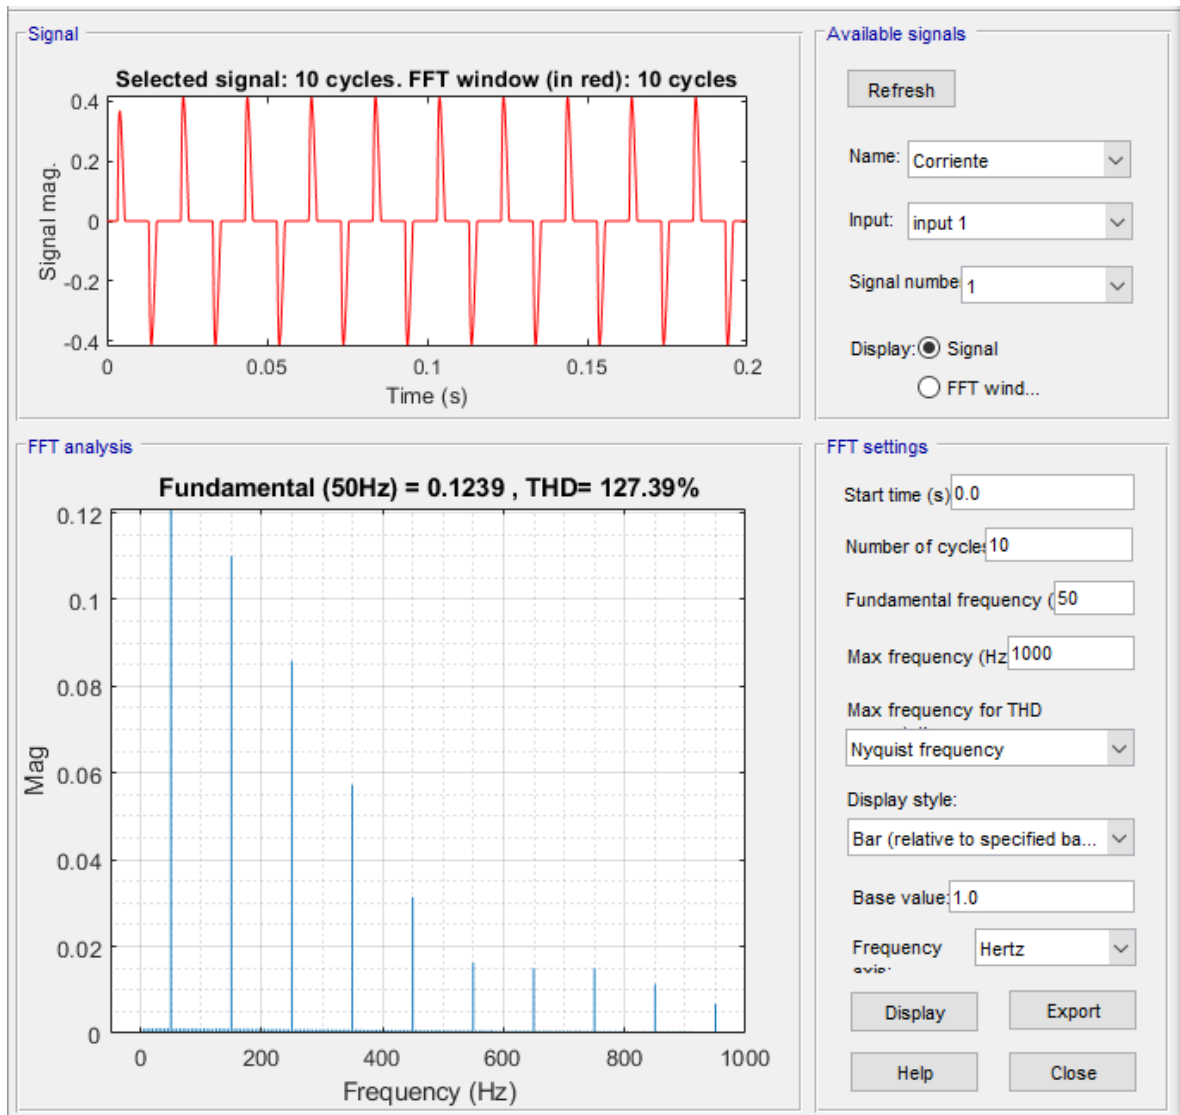 Signal
Selected signal: 10 cycles. FFT window (in red): 10 cycles
0.4
0.2
0
-0.2
-0.4
Signal mag.
0 0.05 0.1 0.15 0.2
Time (s)
Available signals
Refresh
Name: Corriente
Input: input 1
Signal numbe 1
Display: Signal
FFT wind...
FFT analysis
Fundamental (50Hz) = 0.1239 , THD= 127.39%
0.12
0.1
0.08
0.06
0.04
0.02
0
Mag
0 200 400 600 800 1000
Frequency (Hz)
FFT settings
Start time (s) 0.0
Number of cycles 10
Fundamental frequency ( 50
Max frequency (Hz 1000
Max frequency for THD
Nyquist frequency
Display style:
Bar (relative to specified ba...
Base value: 1.0
Frequency Hertz
axis:
Display Export
Help Close